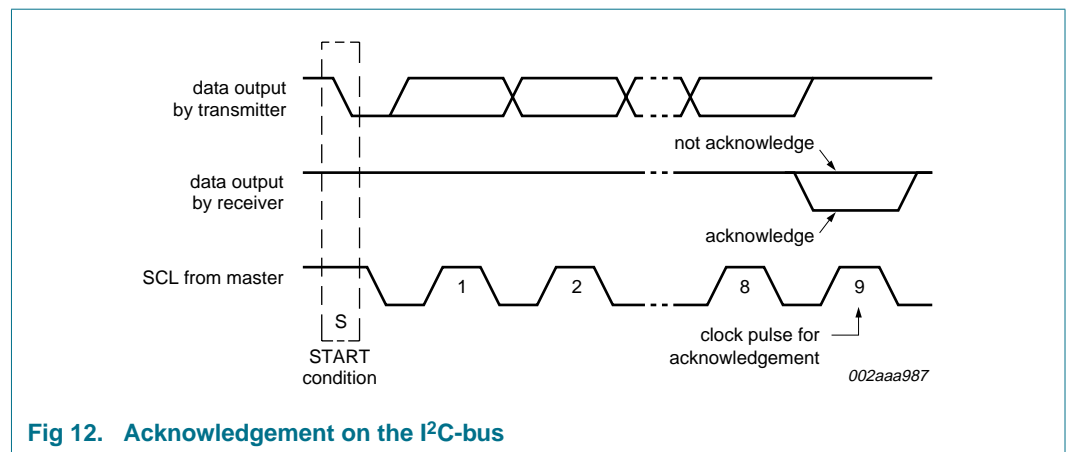 data output
by transmitter
not acknowledge
data output
by receiver
acknowledge
SCL from master
1
2
8
9
S
START
condition
clock pulse for
acknowledgement
002aaa987
Fig 12. Acknowledgement on the I²C-bus